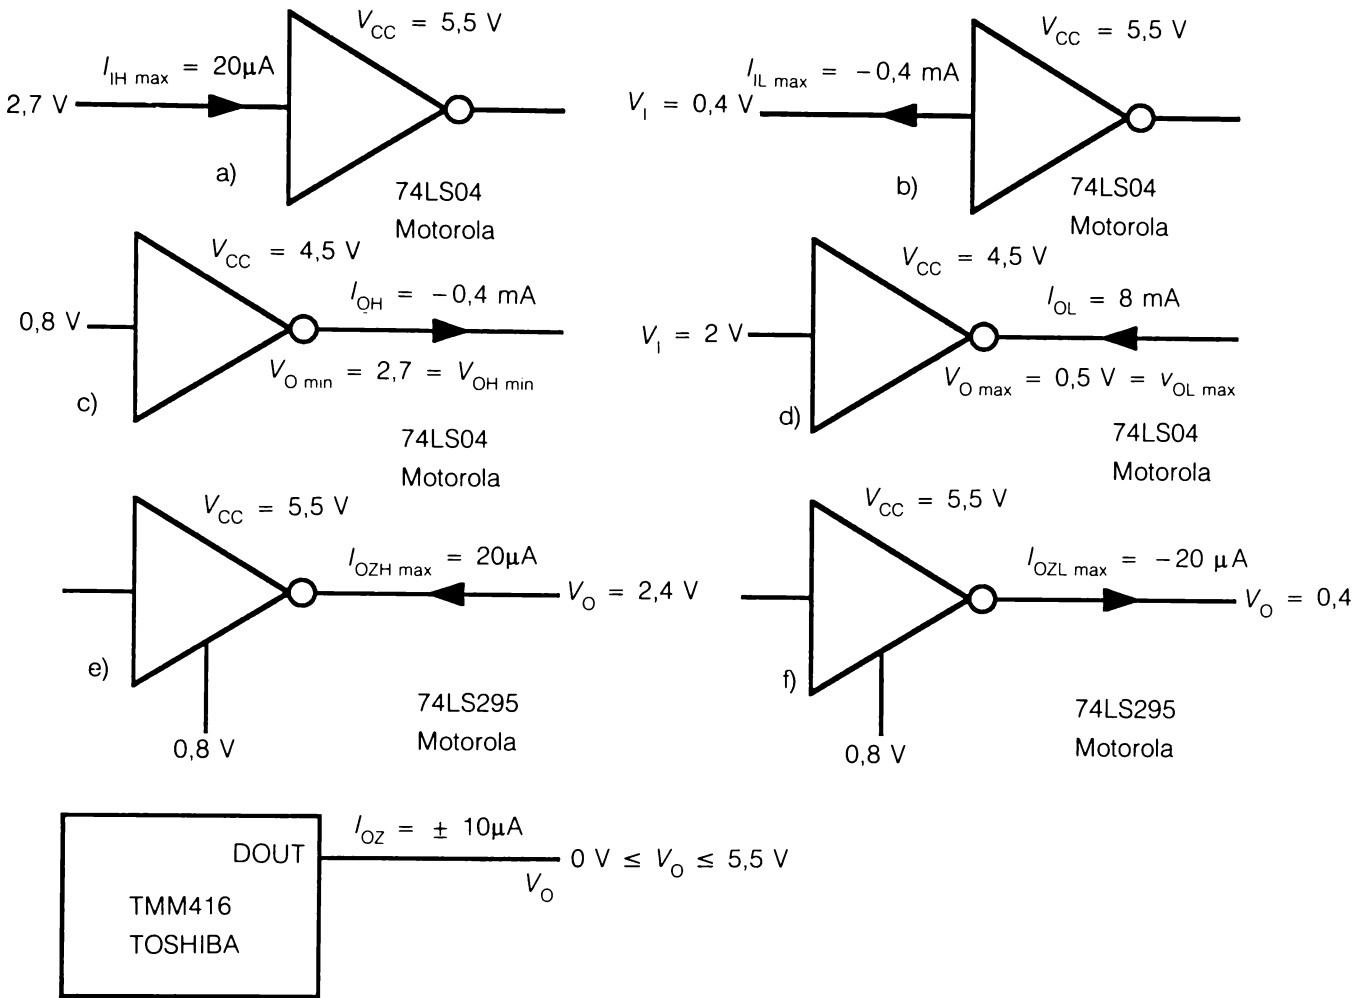 V_CC = 5,5 V
I_IH max = 20µA
2,7 V
a)
74LS04
Motorola
V_CC = 5,5 V
I_IL max = −0,4 mA
V_I = 0,4 V
b)
74LS04
Motorola
V_CC = 4,5 V
I_OH = −0,4 mA
0,8 V
V_O min = 2,7 = V_OH min
c)
74LS04
Motorola
V_CC = 4,5 V
I_OL = 8 mA
V_I = 2 V
V_O max = 0,5 V = v_OL max
d)
74LS04
Motorola
V_CC = 5,5 V
I_OZH max = 20µA
V_O = 2,4 V
e)
74LS295
Motorola
0,8 V
V_CC = 5,5 V
I_OZL max = −20 µA
V_O = 0,4
f)
74LS295
Motorola
0,8 V
I_OZ = ± 10µA
DOUT
0 V ≤ V_O ≤ 5,5 V
V_O
TMM416
TOSHIBA